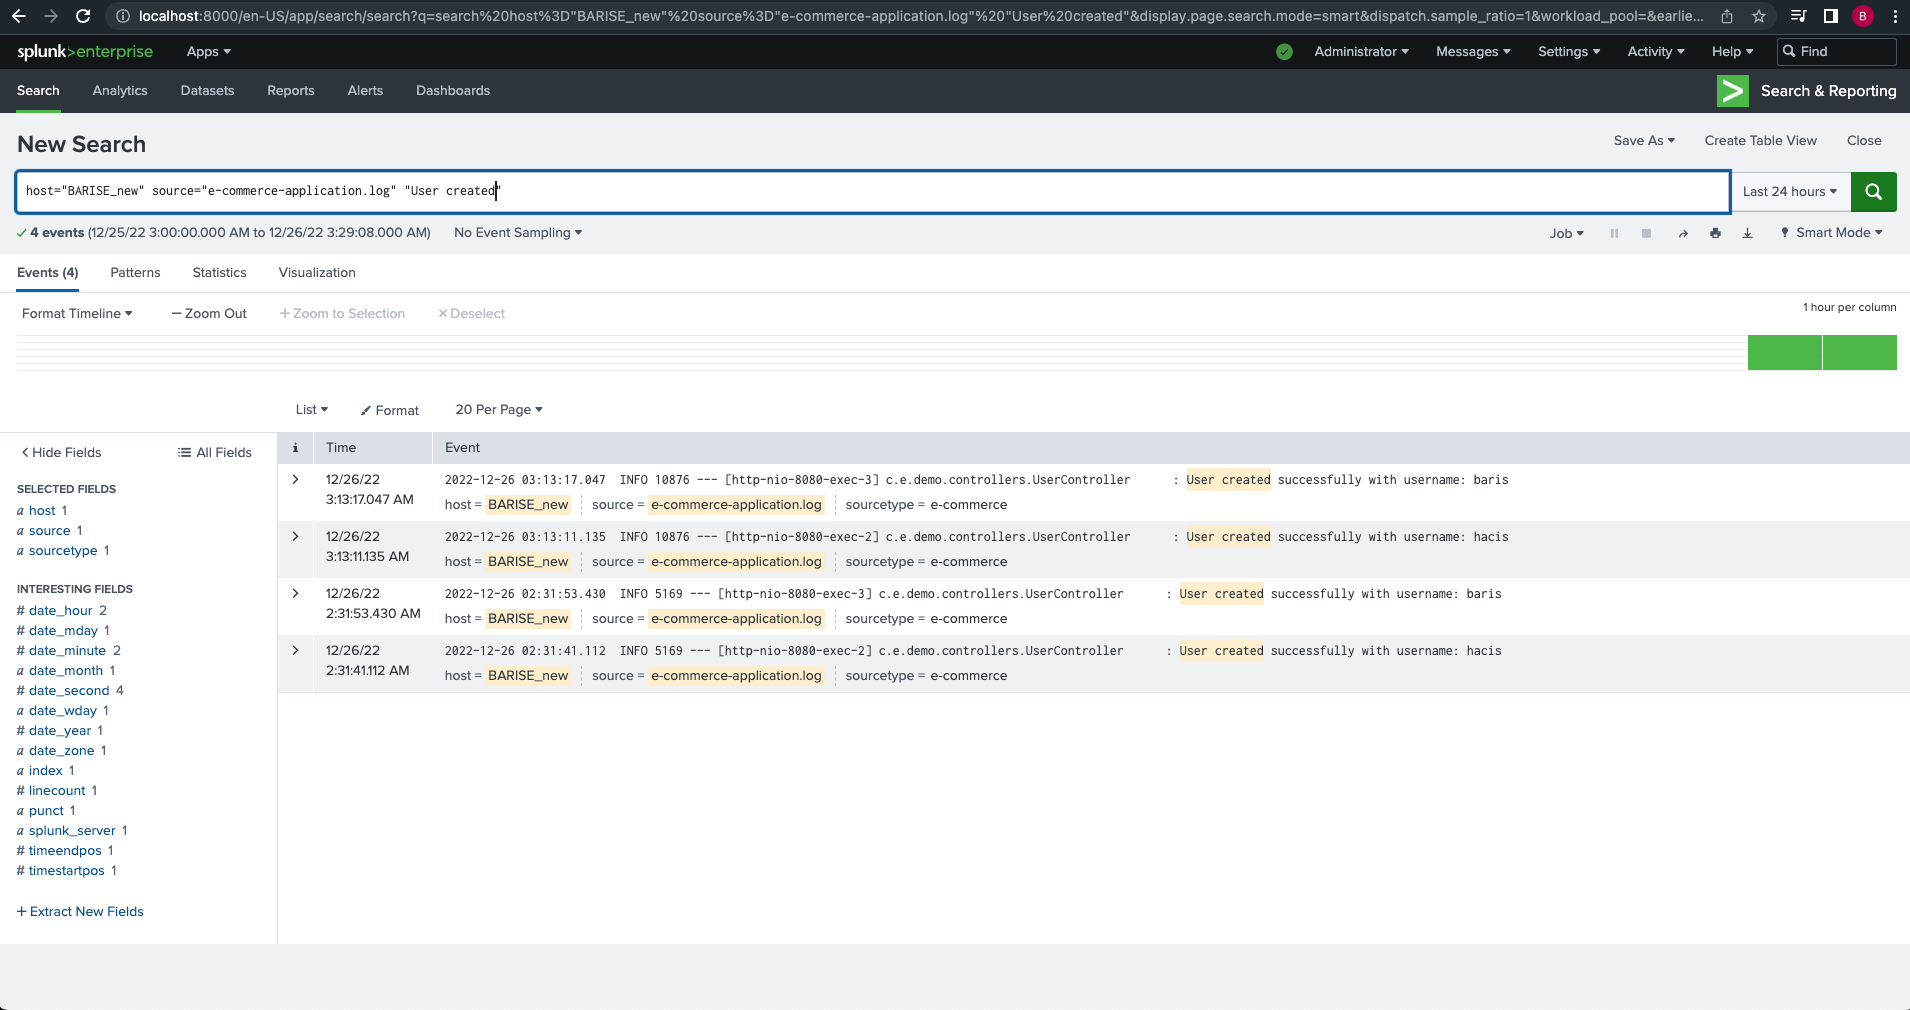 localhost:8000/en-US/app/search/search?q=search%20host%3D"BARISE_new"%20source%3D"e-commerce-application.log"%20"User%20created"&display.page.search.mode=smart&dispatch.sample_ratio=1&workload_pool=&earlie...
B
splunk>enterprise Apps Administrator Messages Settings Activity Help Find
Search Analytics Datasets Reports Alerts Dashboards > Search & Reporting
New Search Save As Create Table View Close
host="BARISE_new" source="e-commerce-application.log" "User created" Last 24 hours
4 events (12/25/22 3:00:00.000 AM to 12/26/22 3:29:08.000 AM) No Event Sampling Job Smart Mode
Events (4) Patterns Statistics Visualization
Format Timeline — Zoom Out + Zoom to Selection × Deselect 1 hour per column
List Format 20 Per Page
< Hide Fields All Fields
SELECTED FIELDS
a host 1
a source 1
a sourcetype 1
INTERESTING FIELDS
# date_hour 2
# date_mday 1
# date_minute 2
a date_month 1
# date_second 4
a date_wday 1
# date_year 1
a date_zone 1
a index 1
# linecount 1
a punct 1
a splunk_server 1
# timeendpos 1
# timestartpos 1
+ Extract New Fields
i Time Event
> 12/26/22 2022-12-26 03:13:17.047 INFO 10876 --- [http-nio-8080-exec-3] c.e.demo.controllers.UserController : User created successfully with username: baris
3:13:17.047 AM host = BARISE_new source = e-commerce-application.log sourcetype = e-commerce
> 12/26/22 2022-12-26 03:13:11.135 INFO 10876 --- [http-nio-8080-exec-2] c.e.demo.controllers.UserController : User created successfully with username: hacis
3:13:11.135 AM host = BARISE_new source = e-commerce-application.log sourcetype = e-commerce
> 12/26/22 2022-12-26 02:31:53.430 INFO 5169 --- [http-nio-8080-exec-3] c.e.demo.controllers.UserController : User created successfully with username: baris
2:31:53.430 AM host = BARISE_new source = e-commerce-application.log sourcetype = e-commerce
> 12/26/22 2022-12-26 02:31:41.112 INFO 5169 --- [http-nio-8080-exec-2] c.e.demo.controllers.UserController : User created successfully with username: hacis
2:31:41.112 AM host = BARISE_new source = e-commerce-application.log sourcetype = e-commerce